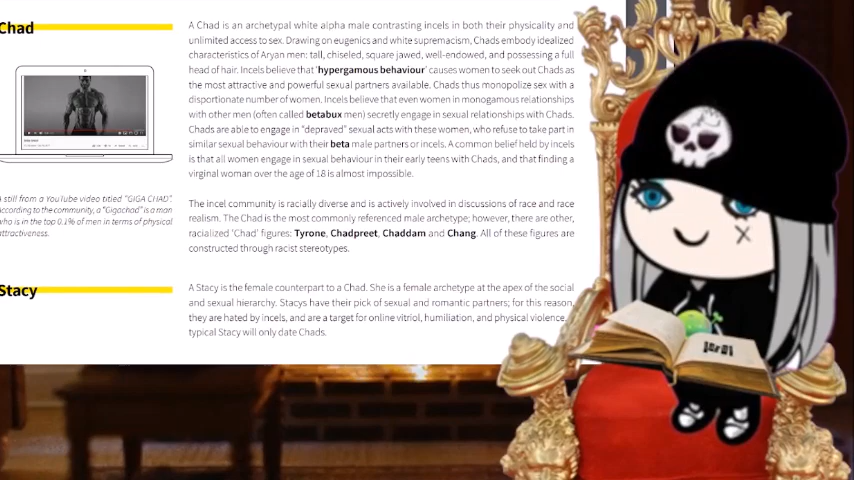 Chad
A Chad is an archetypal white alpha male contrasting incels in both their physicality and
unlimited access to sex. Drawing on eugenics and white supremacism, Chads embody idealized
characteristics of Aryan men: tall, chiseled, square jawed, well-endowed, and possessing a full
head of hair. Incels believe that 'hypergamous behaviour' causes women to seek out Chads as
the most attractive and powerful sexual partners available. Chads thus monopolize sex with a
disportionate number of women. Incels believe that even women in monogamous relationships
with other men (often called betabux men) secretly engage in sexual relationships with Chads.
Chads are able to engage in "depraved" sexual acts with these women, who refuse to take part in
similar sexual behaviour with their beta male partners or incels. A common belief held by incels
is that all women engage in sexual behaviour in their early teens with Chads, and that finding a
virginal woman over the age of 18 is almost impossible.
A still from a YouTube video titled "GIGA CHAD".
According to the community, a "Gigachad" is a man
who is in the top 0.1% of men in terms of physical
attractiveness.
The incel community is racially diverse and is actively involved in discussions of race and race
realism. The Chad is the most commonly referenced male archetype; however, there are other,
racialized 'Chad' figures: Tyrone, Chadpreet, Chaddam and Chang. All of these figures are
constructed through racist stereotypes.
Stacy
A Stacy is the female counterpart to a Chad. She is a female archetype at the apex of the social
and sexual hierarchy. Stacys have their pick of sexual and romantic partners; for this reason,
they are hated by incels, and are a target for online vitriol, humiliation, and physical violence.
typical Stacy will only date Chads.